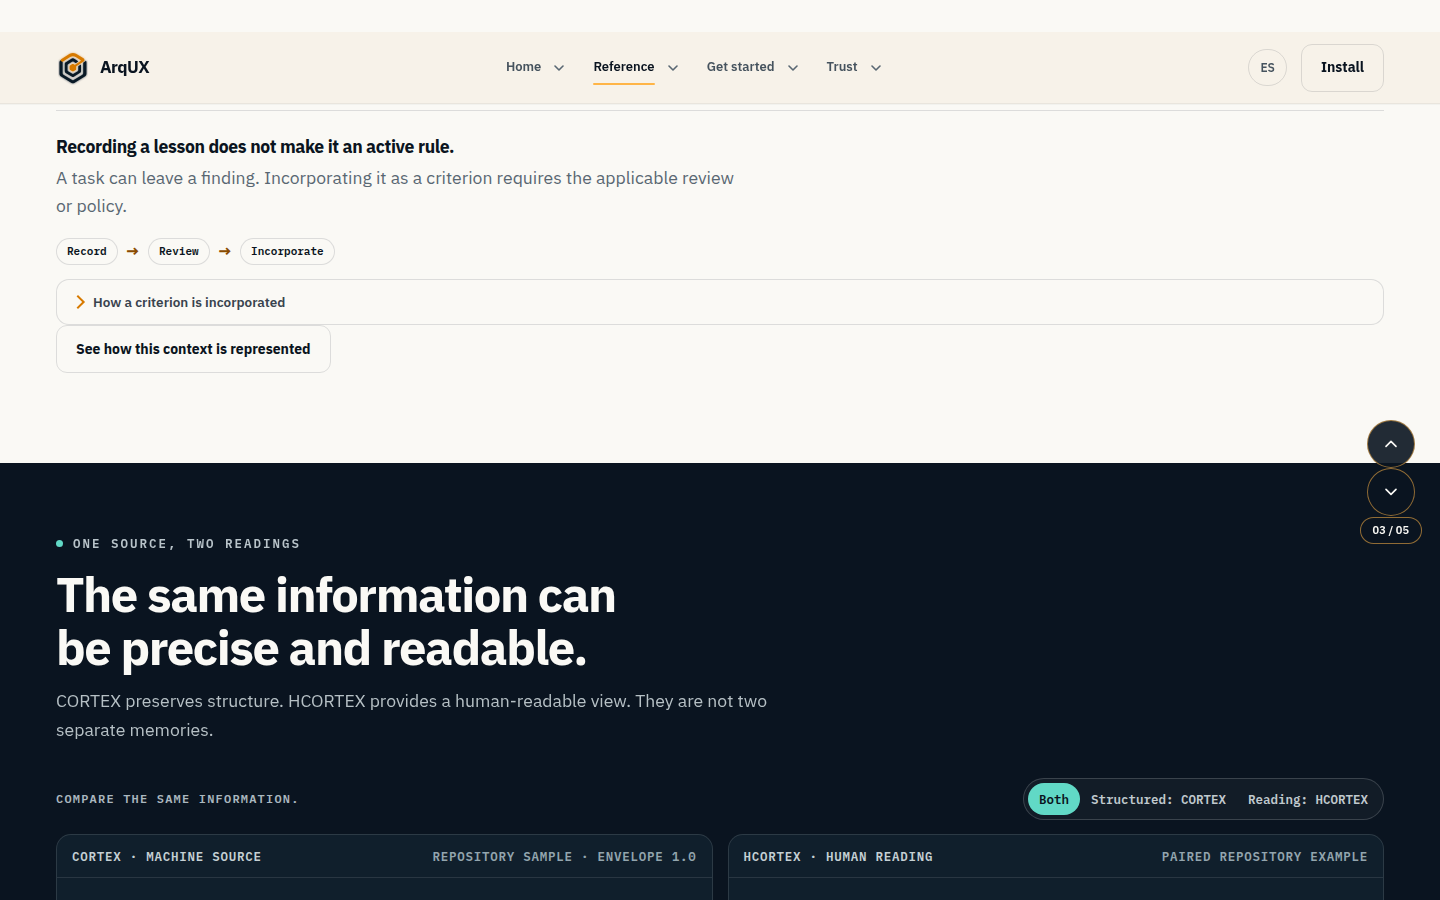 ArqUX
Home
Reference
Get started
Trust
ES
Install
Recording a lesson does not make it an active rule.
A task can leave a finding. Incorporating it as a criterion requires the applicable review
or policy.
Record → Review → Incorporate
How a criterion is incorporated
See how this context is represented
03 / 05
ONE SOURCE, TWO READINGS
The same information can
be precise and readable.
CORTEX preserves structure. HCORTEX provides a human-readable view. They are not two
separate memories.
COMPARE THE SAME INFORMATION.
Both
Structured: CORTEX
Reading: HCORTEX
CORTEX · MACHINE SOURCE
REPOSITORY SAMPLE · ENVELOPE 1.0
HCORTEX · HUMAN READING
PAIRED REPOSITORY EXAMPLE